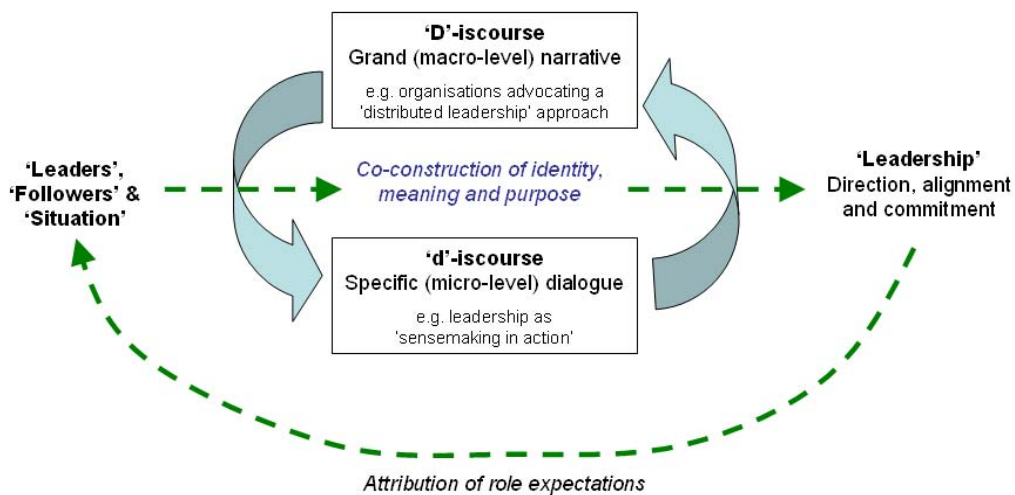 ‘D’-iscourse
Grand (macro-level) narrative
e.g. organisations advocating a
'distributed leadership' approach
‘Leaders’,
‘Followers’ &
‘Situation’
Co-construction of identity,
meaning and purpose
‘Leadership’
Direction, alignment
and commitment
‘d’-iscourse
Specific (micro-level) dialogue
e.g. leadership as
'sensemaking in action'
Attribution of role expectations